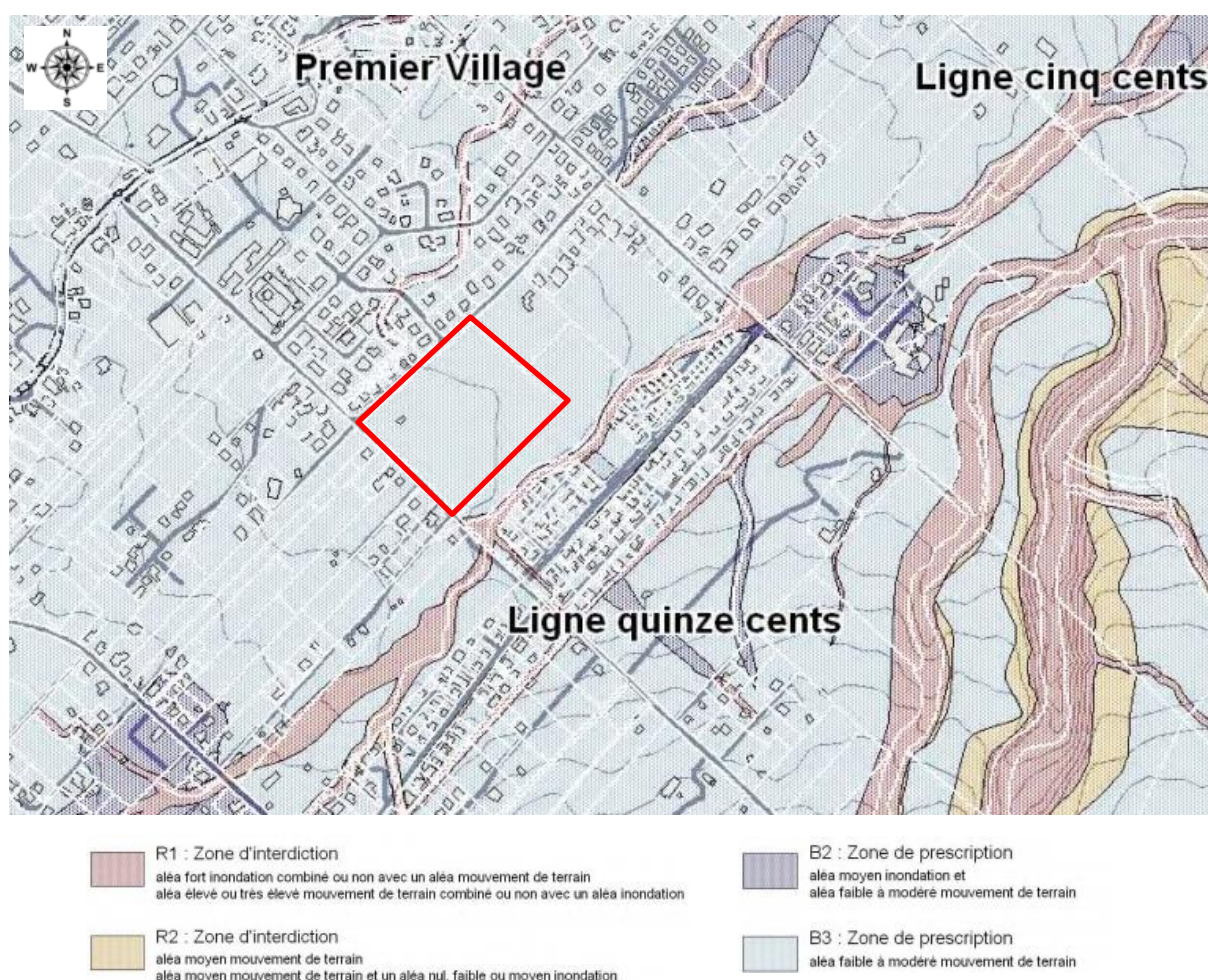 N
W E
S
Premier Village
Ligne cinq cents
Ligne quinze cents
R1 : Zone d'interdiction
aléa fort inondation combiné ou non avec un aléa mouvement de terrain
aléa élevé ou très élevé mouvement de terrain combiné ou non avec un aléa inondation
R2 : Zone d'interdiction
aléa moyen mouvement de terrain
aléa moyen mouvement de terrain et un aléa nul, faible ou moyen inondation
B2 : Zone de prescription
aléa moyen inondation et
aléa faible à modéré mouvement de terrain
B3 : Zone de prescription
aléa faible à modéré mouvement de terrain